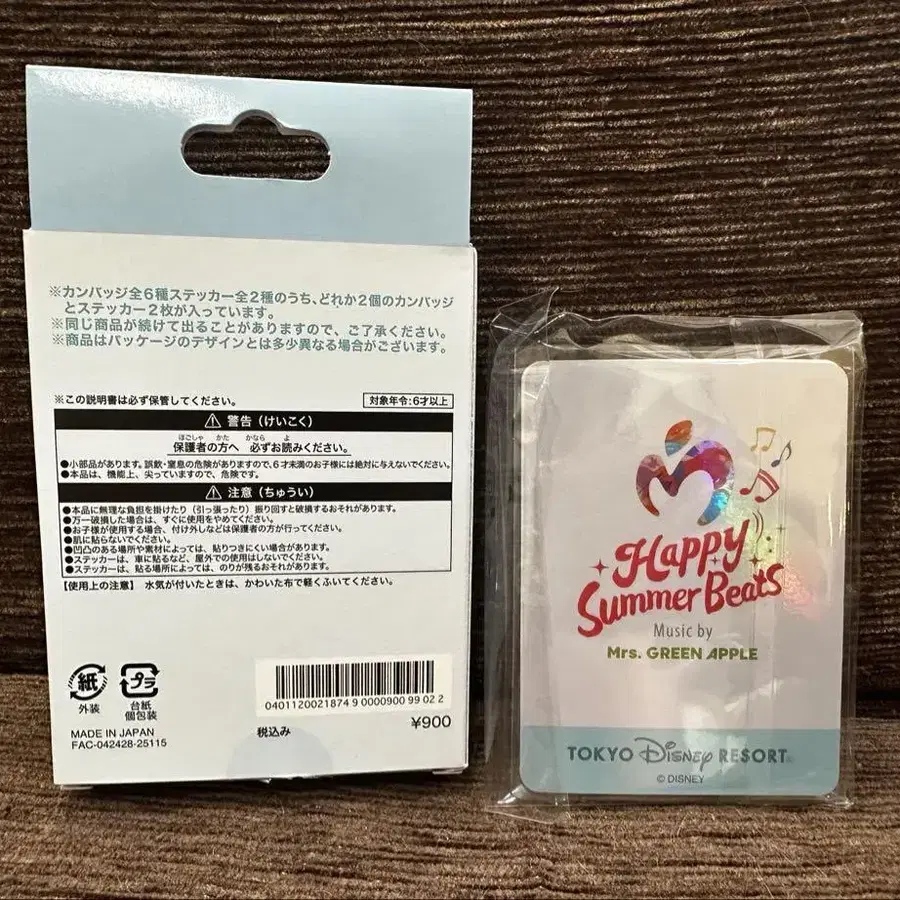 ※カンバッジ全6種ステッカー全2種のうち、どれか2個のカンバッジ
とステッカー2枚が入っています。
※同じ商品が続けて出ることがありますので、ご了承ください。
※商品はパッケージのデザインとは多少異なる場合がございます。
※この説明書は必ず保管してください。
対象年令:6才以上
警告(けいこく)
ほごしゃ かた かなら よ
保護者の方へ 必ずお読みください。
●小部品があります。誤飲・窒息の危険がありますので、6才未満のお子様には絶対に与えないでください。
●本品は、機能上、尖っていますので、危険です。
注意(ちゅうい)
●本品に無理な負担を掛けたり(引っ張ったり)振り回すと破損するおそれがあります。
●万一破損した場合は、すぐに使用をやめてください。
●お子様が使用する場合、付け外しなどは保護者の方が行ってください。
●肌に貼らないでください。
●凹凸のある場所や素材によっては、貼りつきにくい場合があります。
●ステッカーは、車に貼るなど、屋外での使用はしないでください。
●ステッカーは、貼る場所によっては、のりが残るおそれがあります。
【使用上の注意】 水気が付いたときは、かわいた布で軽くふいてください。
紙
外装
プラ
台紙
個包装
MADE IN JAPAN
FAC-042428-25115
0401120021874 9 0000900 99 02 2
税込み
¥900
Happy
Summer Beats
Music by
Mrs. GREEN APPLE
TOKYO Disney RESORT®
© DISNEY